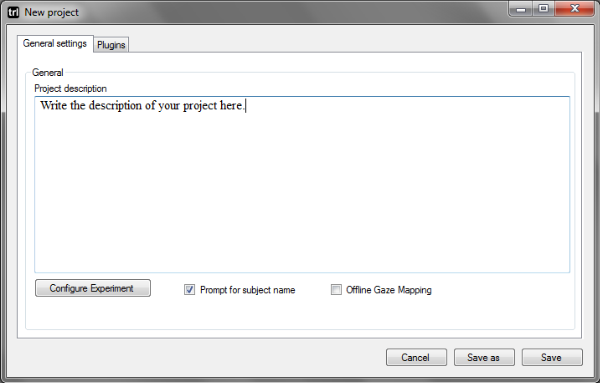 trl New project
General settings Plugins
General
Project description
Write the description of your project here.
Configure Experiment Prompt for subject name Offline Gaze Mapping
Cancel Save as Save